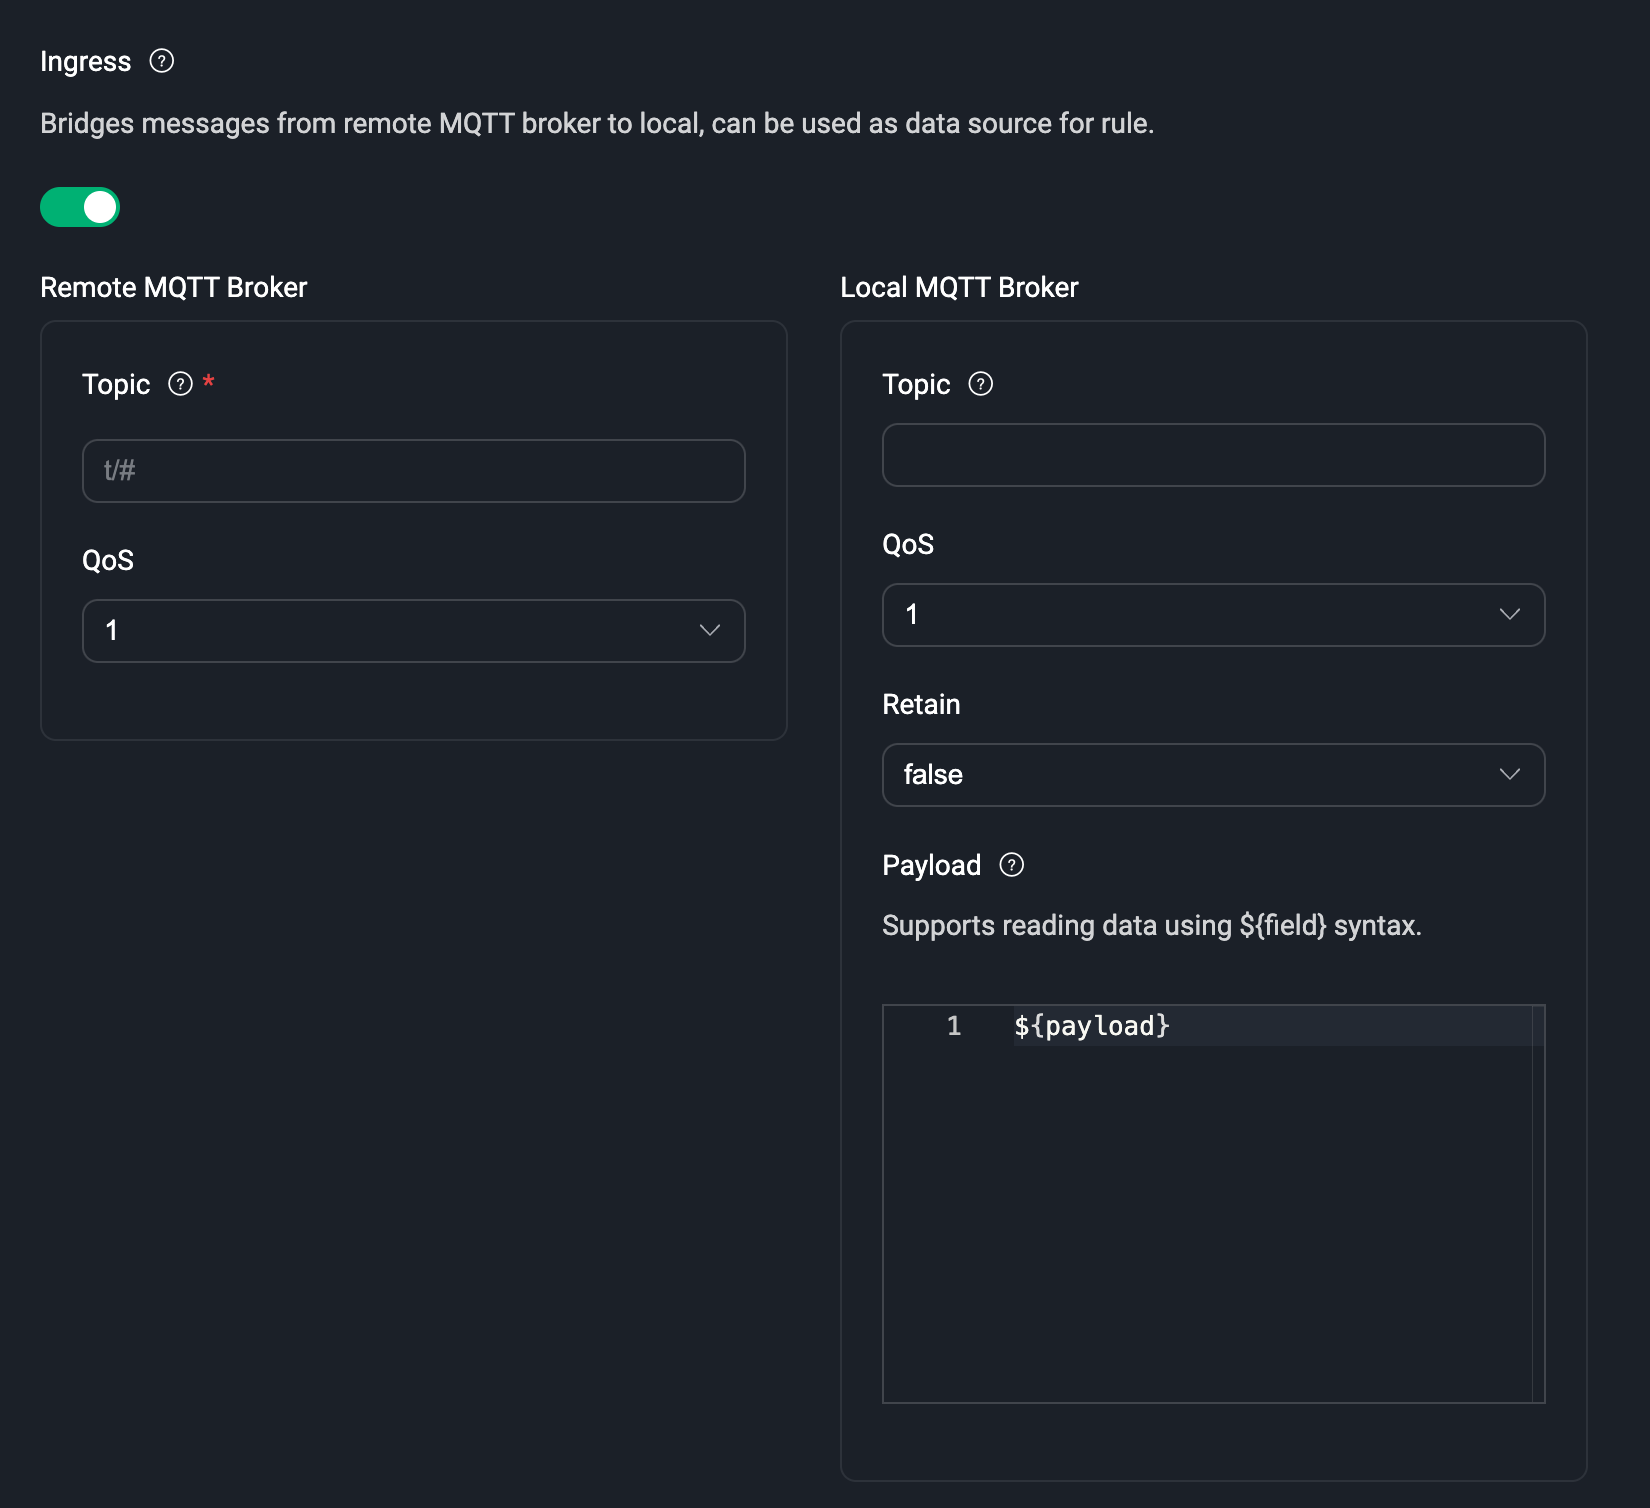 Ingress ?
Bridges messages from remote MQTT broker to local, can be used as data source for rule.
Remote MQTT Broker
Topic ? *
t/#
QoS
1
Local MQTT Broker
Topic ?
QoS
1
Retain
false
Payload ?
Supports reading data using ${field} syntax.
1 ${payload}